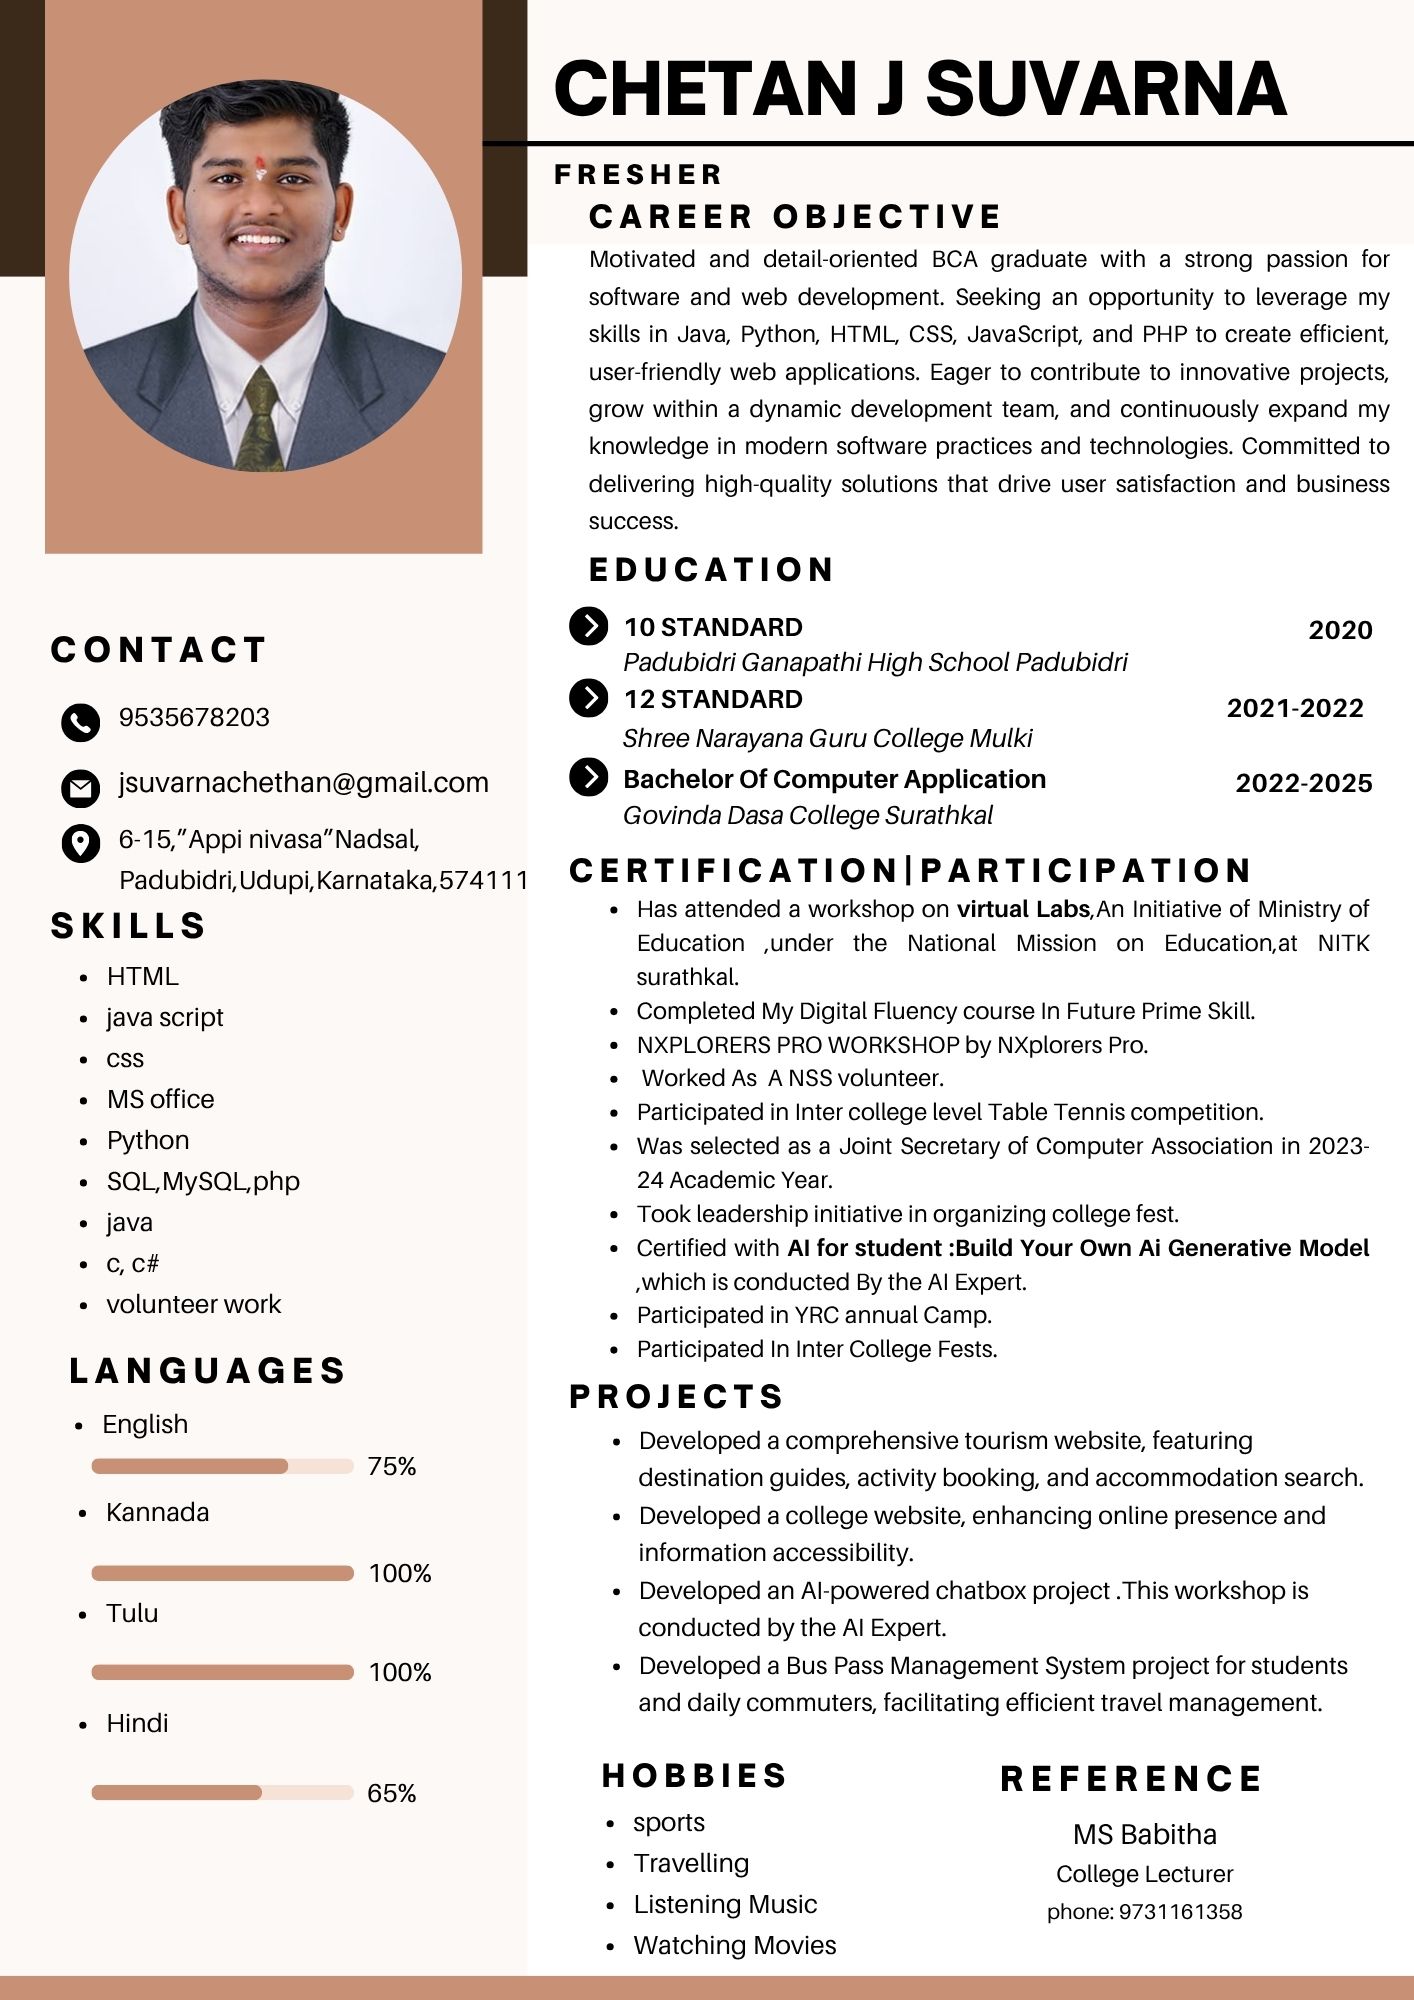 CHETAN J SUVARNA
FRESHER
CAREER OBJECTIVE
Motivated and detail-oriented BCA graduate with a strong passion for
software and web development. Seeking an opportunity to leverage my
skills in Java, Python, HTML, CSS, JavaScript, and PHP to create efficient,
user-friendly web applications. Eager to contribute to innovative projects,
grow within a dynamic development team, and continuously expand my
knowledge in modern software practices and technologies. Committed to
delivering high-quality solutions that drive user satisfaction and business
success.
EDUCATION
10 STANDARD 2020
Padubidri Ganapathi High School Padubidri
12 STANDARD 2021-2022
Shree Narayana Guru College Mulki
Bachelor Of Computer Application 2022-2025
Govinda Dasa College Surathkal
CERTIFICATION|PARTICIPATION
• Has attended a workshop on virtual Labs,An Initiative of Ministry of
Education ,under the National Mission on Education,at NITK
surathkal.
• Completed My Digital Fluency course In Future Prime Skill.
• NXPLORERS PRO WORKSHOP by NXplorers Pro.
• Worked As A NSS volunteer.
• Participated in Inter college level Table Tennis competition.
• Was selected as a Joint Secretary of Computer Association in 2023-
24 Academic Year.
• Took leadership initiative in organizing college fest.
• Certified with AI for student :Build Your Own Ai Generative Model
,which is conducted By the AI Expert.
• Participated in YRC annual Camp.
• Participated In Inter College Fests.
PROJECTS
• Developed a comprehensive tourism website, featuring
destination guides, activity booking, and accommodation search.
• Developed a college website, enhancing online presence and
information accessibility.
• Developed an AI-powered chatbox project .This workshop is
conducted by the AI Expert.
• Developed a Bus Pass Management System project for students
and daily commuters, facilitating efficient travel management.
HOBBIES
• sports
• Travelling
• Listening Music
• Watching Movies
REFERENCE
MS Babitha
College Lecturer
phone: 9731161358
CONTACT
9535678203
jsuvarnachethan@gmail.com
6-15,"Appi nivasa"Nadsal,
Padubidri,Udupi,Karnataka,574111
SKILLS
• HTML
• java script
• css
• MS office
• Python
• SQL,MySQL,php
• java
• c, c#
• volunteer work
LANGUAGES
• English
75%
• Kannada
100%
• Tulu
100%
• Hindi
65%